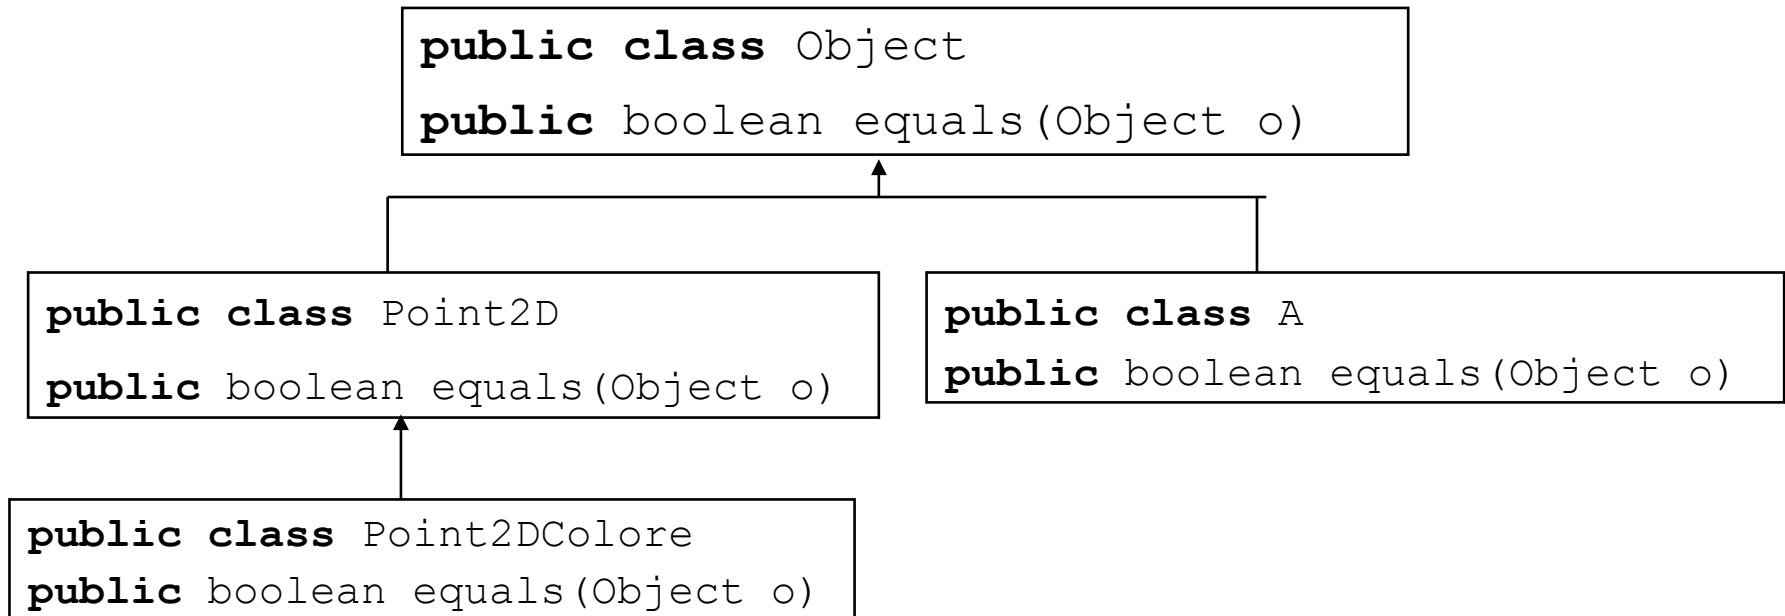 public class Object
public boolean equals(Object o)
public class Point2D
public boolean equals(Object o)
public class A
public boolean equals(Object o)
public class Point2DColore
public boolean equals(Object o)